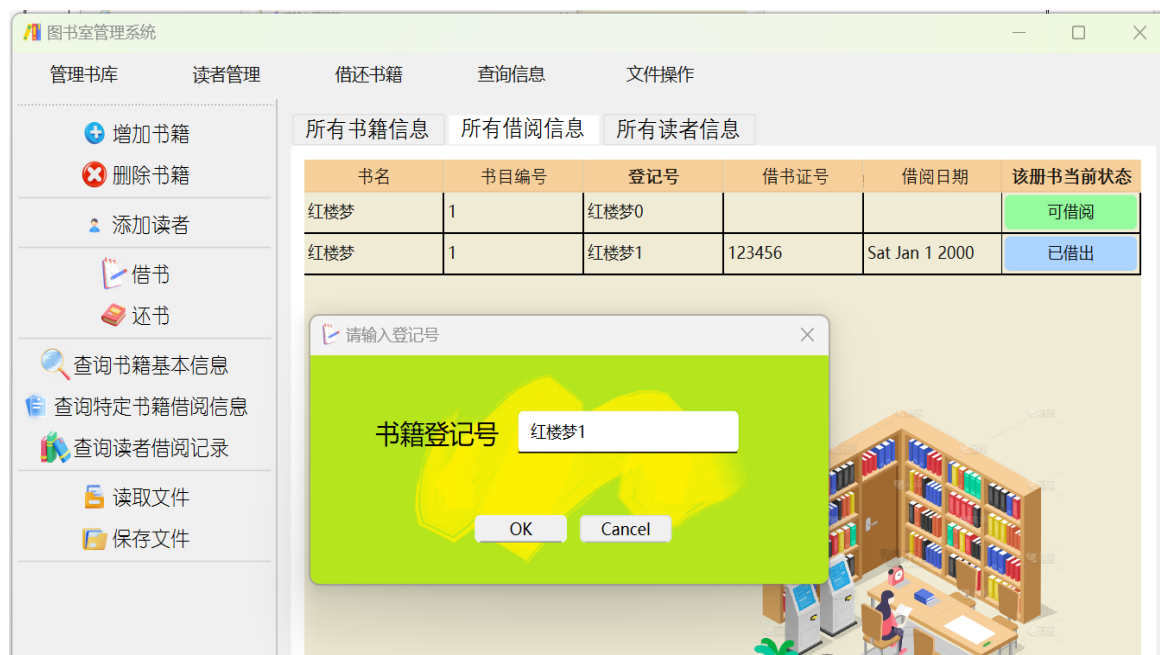 图书室管理系统
管理书库 读者管理 借还书籍 查询信息 文件操作
增加书籍
删除书籍
添加读者
借书
还书
查询书籍基本信息
查询特定书籍借阅信息
查询读者借阅记录
读取文件
保存文件
所有书籍信息 所有借阅信息 所有读者信息
书名 书目编号 登记号 借书证号 借阅日期 该册书当前状态
红楼梦 1 红楼梦0 可借阅
红楼梦 1 红楼梦1 123456 Sat Jan 1 2000 已借出
请输入登记号
书籍登记号 红楼梦1
OK Cancel